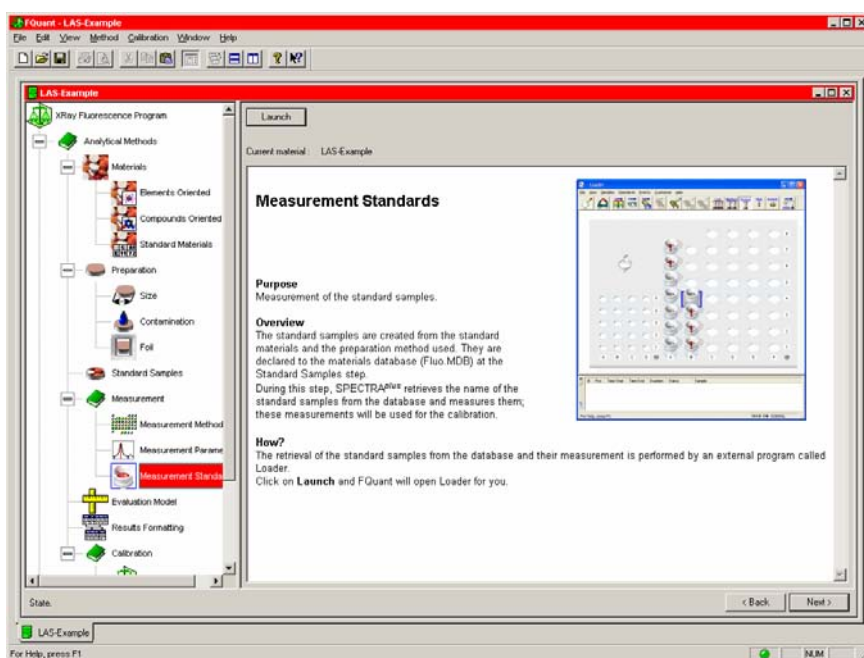 FQuant - LAS-Example
File Edit View Method Calibration Window Help
LAS-Example
XRay Fluorescence Program
Analytical Methods
Materials
Elements Oriented
Compounds Oriented
Standard Materials
Preparation
Size
Contamination
Foil
Standard Samples
Measurement
Measurement Method
Measurement Parame
Measurement Standa
Evaluation Model
Results Formatting
Calibration
Launch
Current material : LAS-Example
Measurement Standards
Purpose
Measurement of the standard samples.
Overview
The standard samples are created from the standard
materials and the preparation method used. They are
declared to the materials database (Fluo.MDB) at the
Standard Samples step.
During this step, SPECTRAplus retrieves the name of the
standard samples from the database and measures them;
these measurements will be used for the calibration.
How?
The retrieval of the standard samples from the database and their measurement is performed by an external program called
Loader.
Click on Launch and FQuant will open Loader for you.
State.
< Back
Next >
LAS-Example
For Help, press F1
NUM